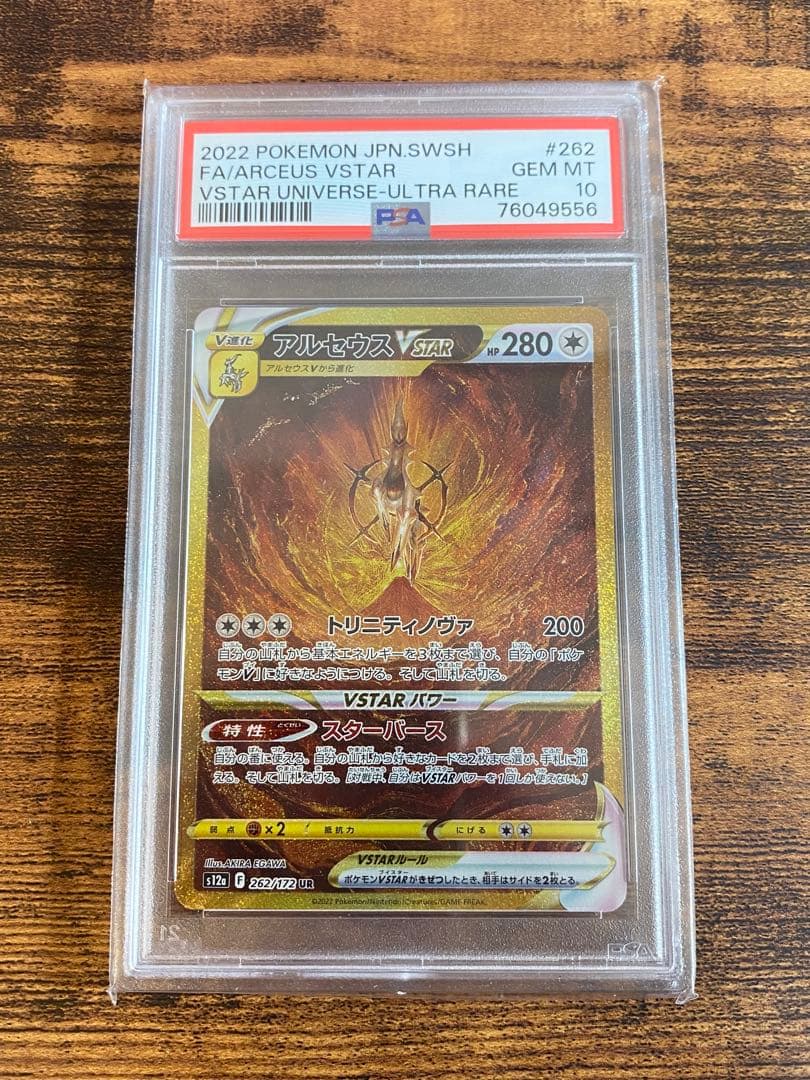 2022 POKEMON JPN.SWSH #262
FA/ARCEUS VSTAR GEM MT
VSTAR UNIVERSE-ULTRA RARE 10
PSA 76049556
V進化 アルセウスVSTAR HP 280
アルセウスVから進化
トリニティノヴァ 200
自分の山札から基本エネルギーを3枚まで選び、自分の「ポケ
モンV」に好きなようにつける。そして山札を切る。
VSTARパワー
特性 とくせい スターバース
自分の番に使える。自分の山札から好きなカードを2枚まで選び、手札に加
える。そして山札を切る。[対戦中、自分はVSTARパワーを1回しか使えない。]
弱点 ×2 抵抗力 にげる
Illus. AKIRA EGAWA
VSTARルール
ポケモンVSTARがきぜつしたとき、相手はサイドを2枚とる。
s12a F 262/172 UR
©2022 Pokémon/Nintendo/Creatures/GAME FREAK.
PSA